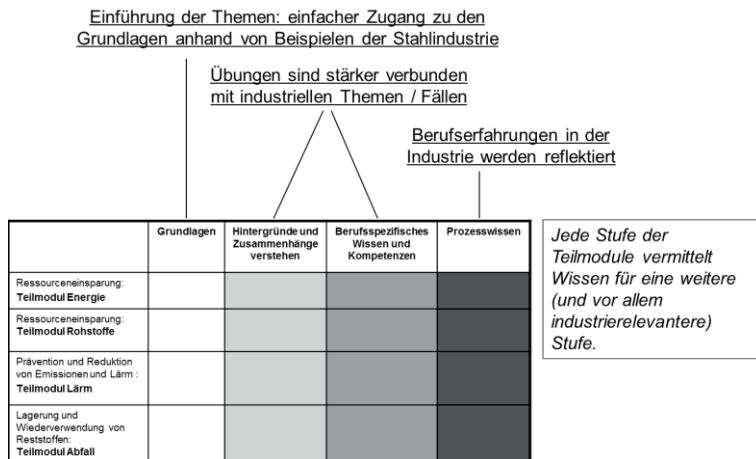 Einführung der Themen: einfacher Zugang zu den
Grundlagen anhand von Beispielen der Stahlindustrie
Übungen sind stärker verbunden
mit industriellen Themen / Fällen
Berufserfahrungen in der
Industrie werden reflektiert
Grundlagen
Hintergründe und
Zusammenhänge
verstehen
Berufsspezifisches
Wissen und
Kompetenzen
Prozesswissen
Ressourceneinsparung:
Teilmodul Energie
Ressourceneinsparung:
Teilmodul Rohstoffe
Prävention und Reduktion
von Emissionen und Lärm :
Teilmodul Lärm
Lagerung und
Wiederverwendung von
Reststoffen:
Teilmodul Abfall
Jede Stufe der
Teilmodule vermittelt
Wissen für eine weitere
(und vor allem
industrierelevantere)
Stufe.